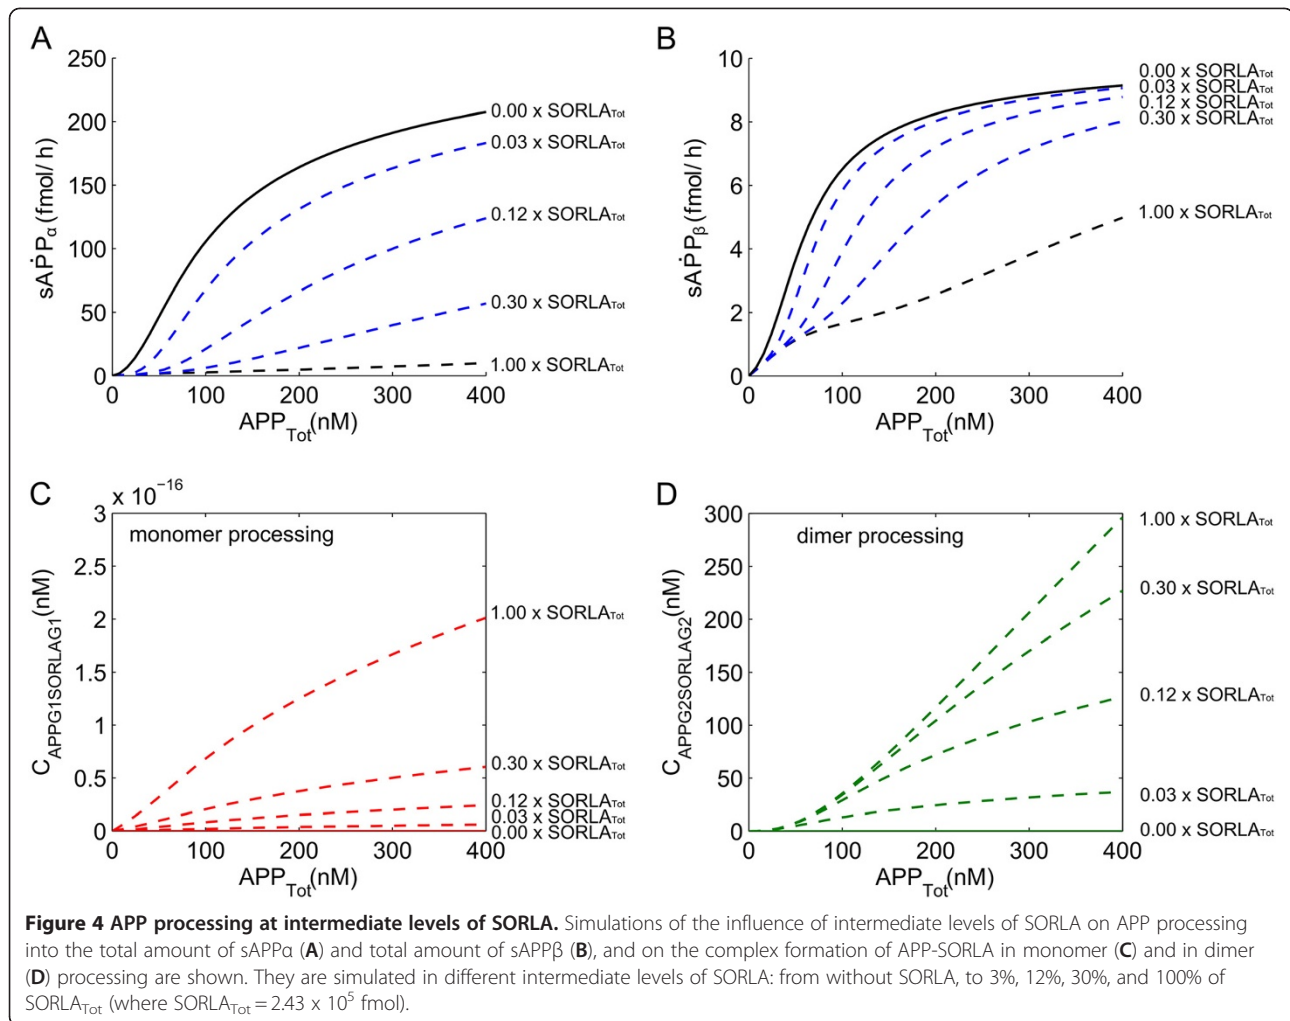 A
250
200
150
100
50
0
sȦPPα (fmol/ h)
0 100 200 300 400
APPTot(nM)
0.00 x SORLATot
0.03 x SORLATot
0.12 x SORLATot
0.30 x SORLATot
1.00 x SORLATot
B
10
8
6
4
2
0
sȦPPβ (fmol/ h)
0 100 200 300 400
APPTot(nM)
0.00 x SORLATot
0.03 x SORLATot
0.12 x SORLATot
0.30 x SORLATot
1.00 x SORLATot
C
x 10−16
3
2.5
2
1.5
1
0.5
0
CAPPG1SORLAG1(nM)
monomer processing
0 100 200 300 400
APPTot(nM)
1.00 x SORLATot
0.30 x SORLATot
0.12 x SORLATot
0.03 x SORLATot
0.00 x SORLATot
D
300
250
200
150
100
50
0
CAPPG2SORLAG2(nM)
dimer processing
0 100 200 300 400
APPTot(nM)
1.00 x SORLATot
0.30 x SORLATot
0.12 x SORLATot
0.03 x SORLATot
0.00 x SORLATot
Figure 4 APP processing at intermediate levels of SORLA. Simulations of the influence of intermediate levels of SORLA on APP processing
into the total amount of sAPPα (A) and total amount of sAPPβ (B), and on the complex formation of APP-SORLA in monomer (C) and in dimer
(D) processing are shown. They are simulated in different intermediate levels of SORLA: from without SORLA, to 3%, 12%, 30%, and 100% of
SORLATot (where SORLATot = 2.43 x 10⁵ fmol).